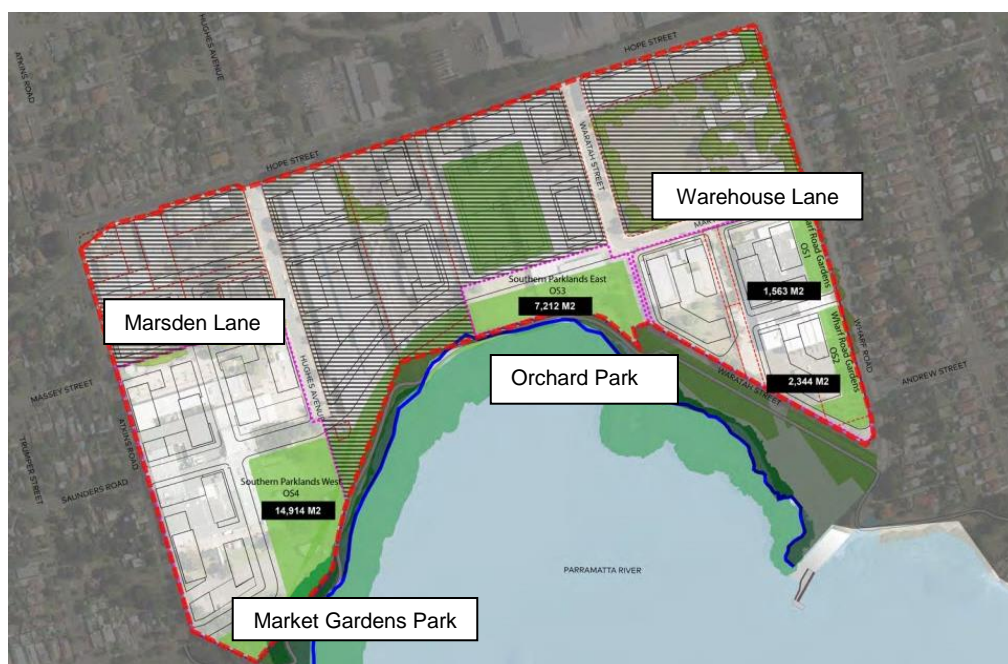 HUGHES AVENUE
ATKINS ROAD
HOPE STREET
WARATAH STREET
HOPE STREET
Warehouse Lane
Wharf Road Gardens
OS1
1,563 M2
Southern Parklands East
OS3
7,212 M2
Marsden Lane
HUGHES AVENUE
Orchard Park
WARATAH STREET
2,344 M2
Wharf Road Gardens
OS2
WHARF ROAD
ANDREW STREET
MASSEY STREET
ATKINS ROAD
TRUMPER STREET
SAUNDERS ROAD
Southern Parklands West
OS4
14,914 M2
PARRAMATTA RIVER
Market Gardens Park